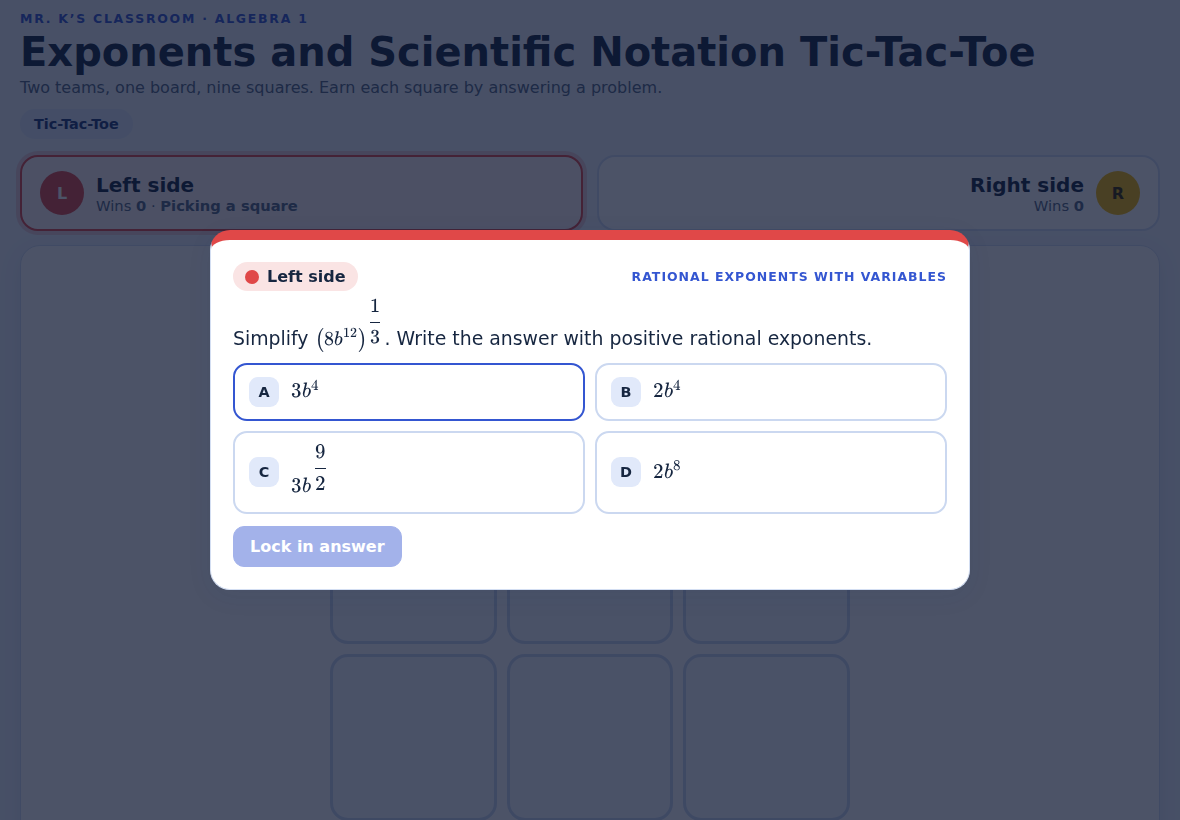 MR. K’S CLASSROOM · ALGEBRA 1
Exponents and Scientific Notation Tic-Tac-Toe
Two teams, one board, nine squares. Earn each square by answering a problem.
Tic-Tac-Toe
L Left side
Wins 0 · Picking a square
Right side R
Wins 0
Left side
RATIONAL EXPONENTS WITH VARIABLES
Simplify (8b^12)^(1/3). Write the answer with positive rational exponents.
A 3b^4
B 2b^4
C 3b^(9/2)
D 2b^8
Lock in answer